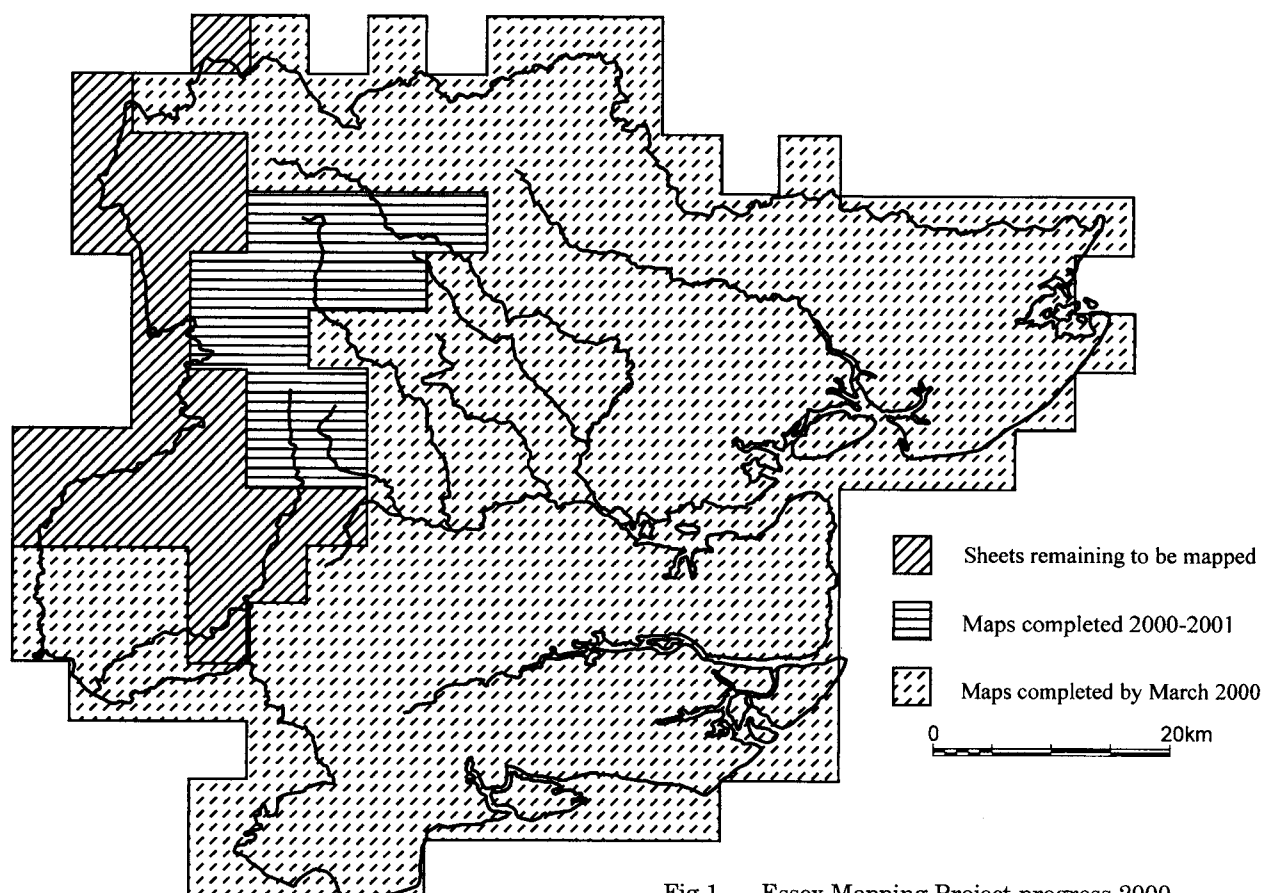 Sheets remaining to be mapped
Maps completed 2000-2001
Maps completed by March 2000
0 20km
Fig.1 Essex Mapping Project progress 2000